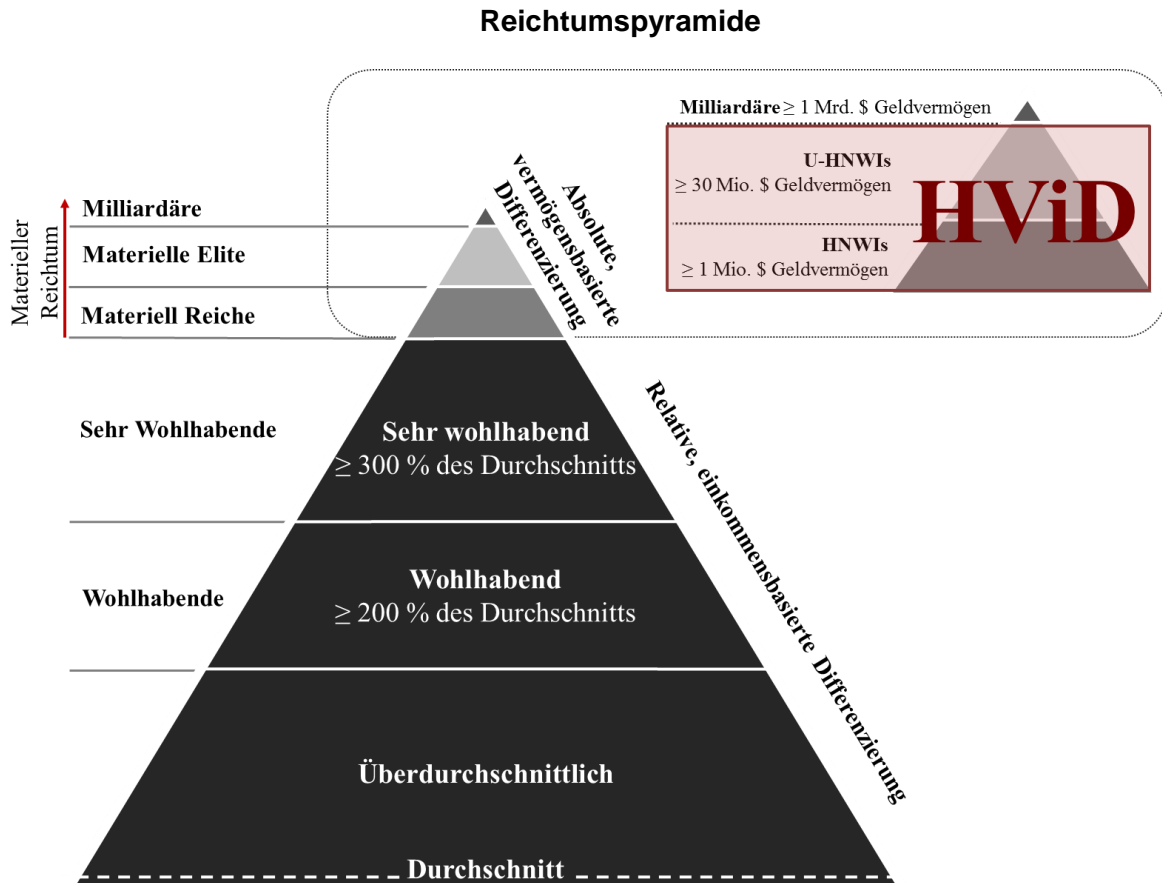 Reichtumspyramide
Milliardäre ≥ 1 Mrd. $ Geldvermögen
U-HNWIs
≥ 30 Mio. $ Geldvermögen
HNWIs
≥ 1 Mio. $ Geldvermögen
HViD
Absolute,
vermögensbasierte
Differenzierung
Materieller
Reichtum
Milliardäre
Materielle Elite
Materiell Reiche
Sehr Wohlhabende
Sehr wohlhabend
≥ 300 % des Durchschnitts
Relative, einkommensbasierte Differenzierung
Wohlhabende
Wohlhabend
≥ 200 % des Durchschnitts
Überdurchschnittlich
Durchschnitt